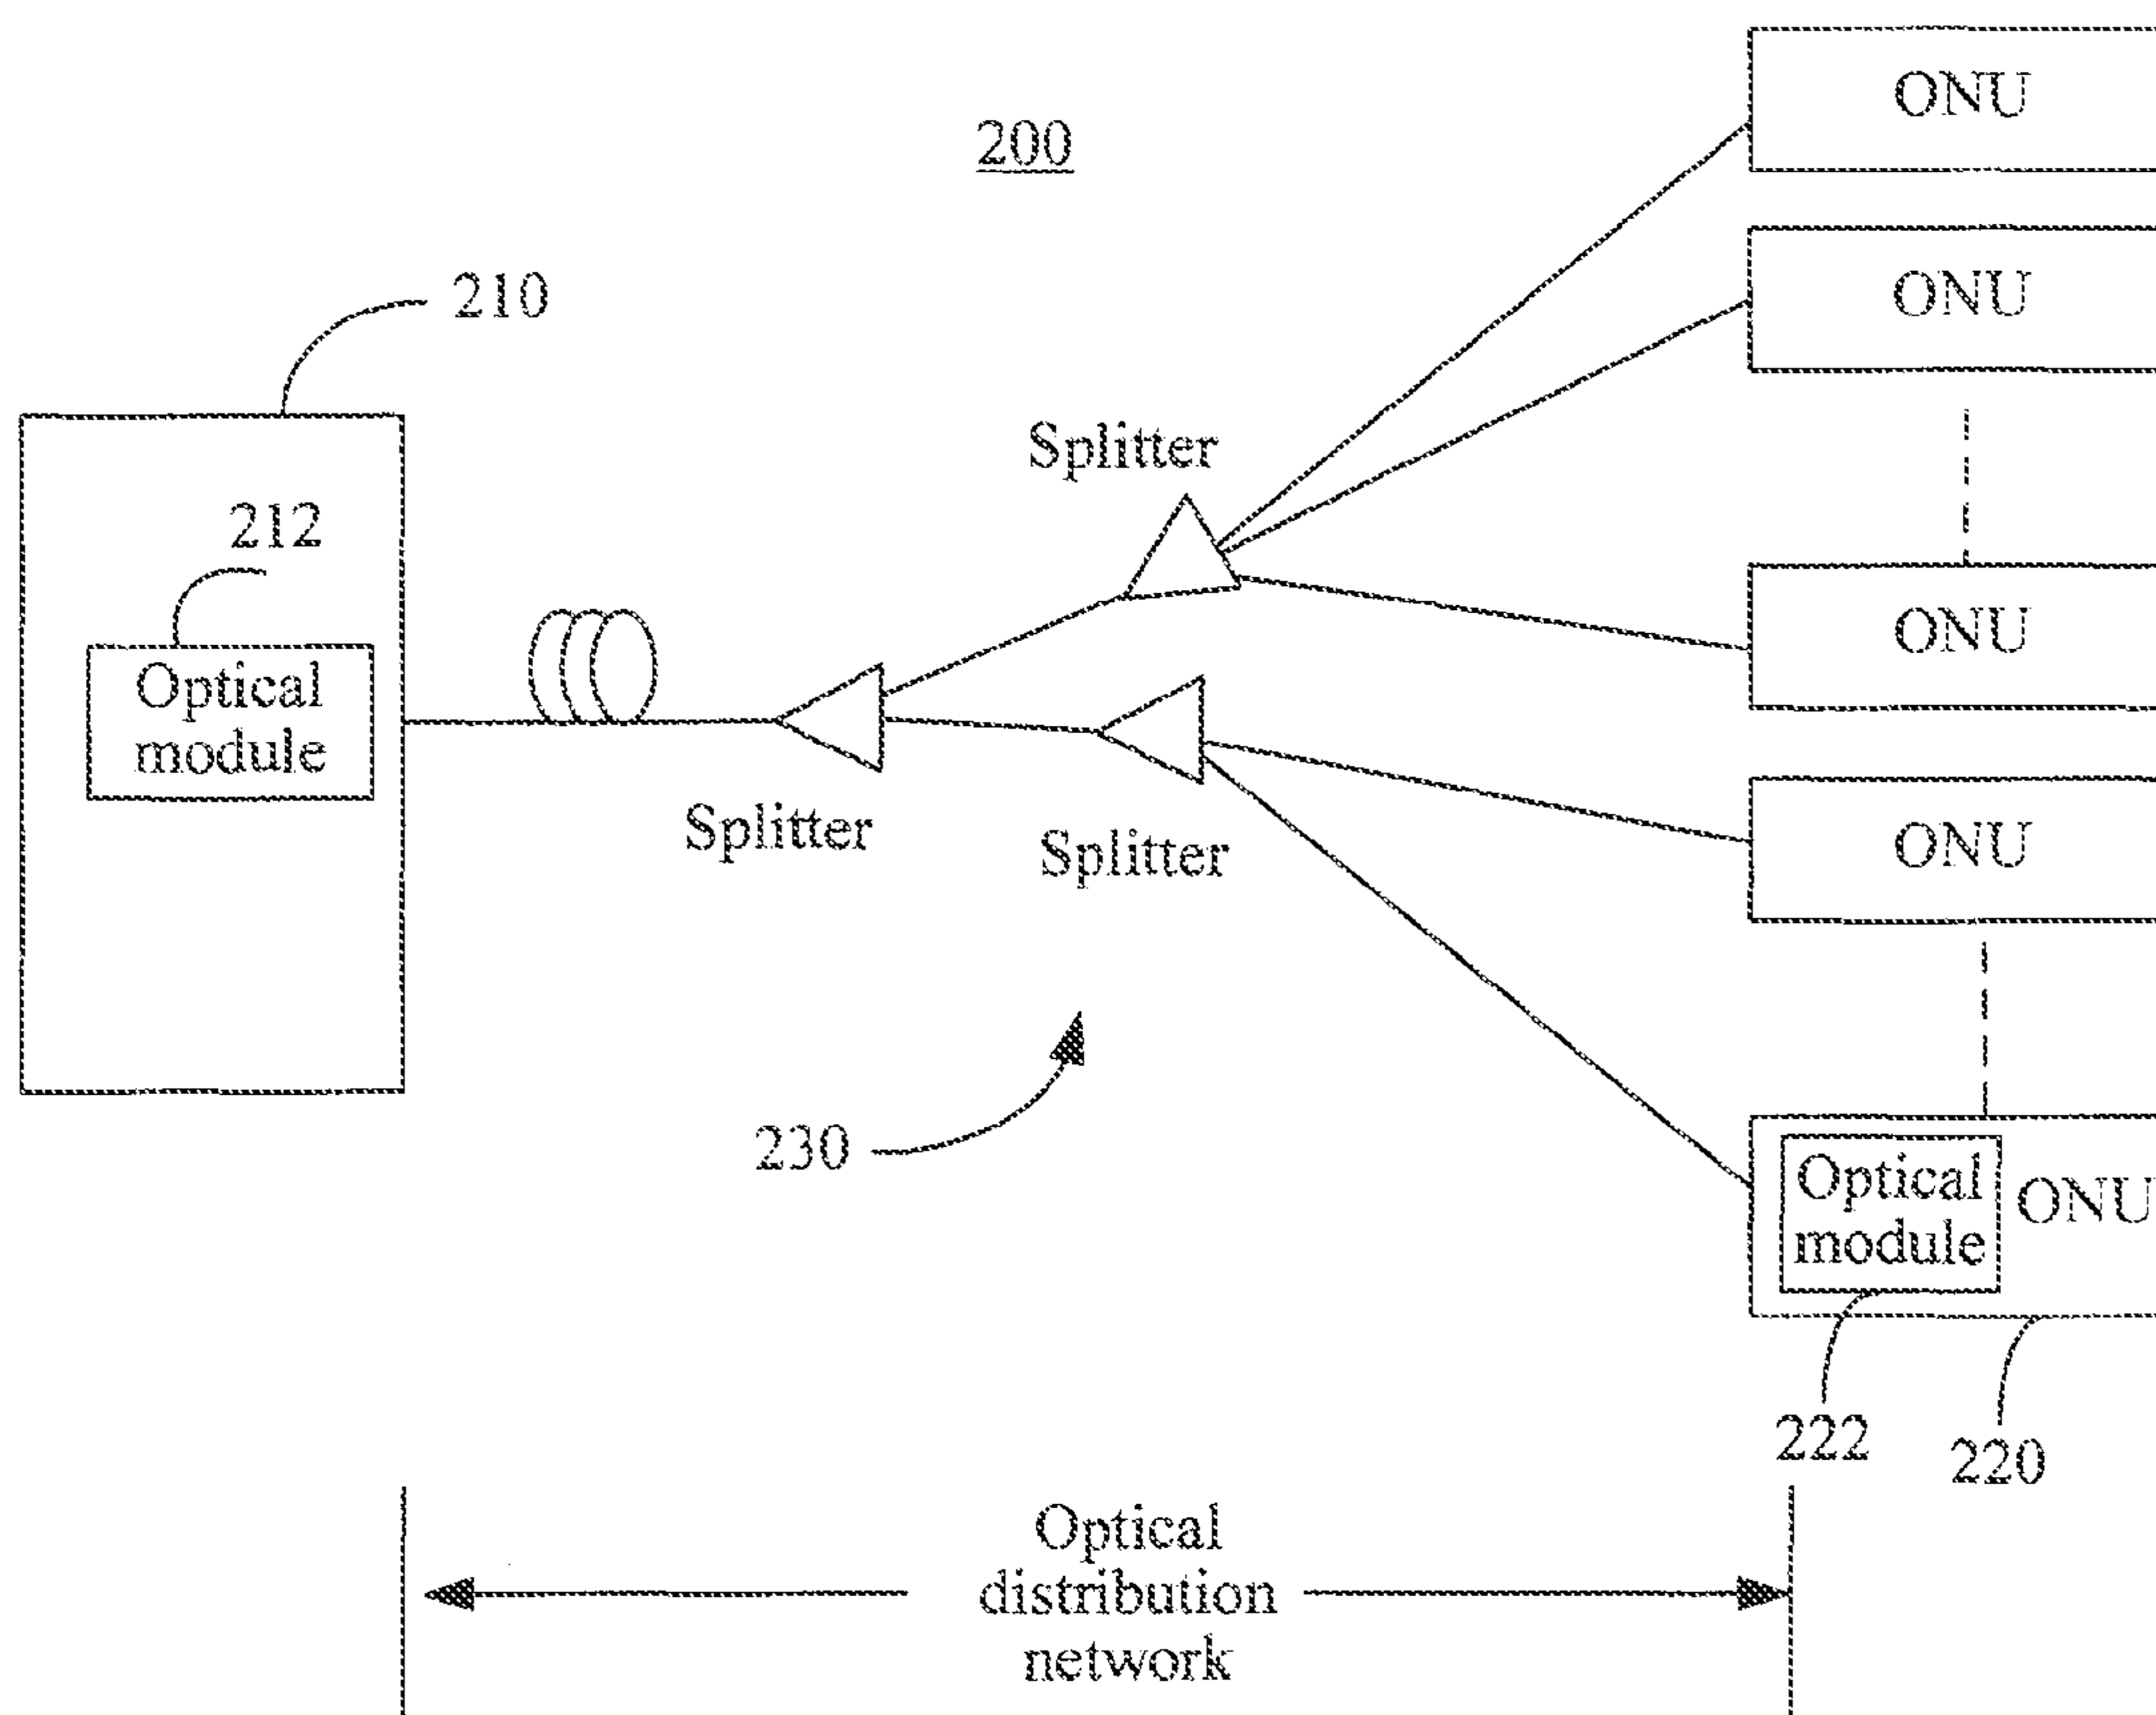 ONU
200
ONU
210
Splitter
212
ONU
Optical
module
Splitter
Splitter
ONU
230
Optical
module
ONU
222
220
Optical
distribution
network